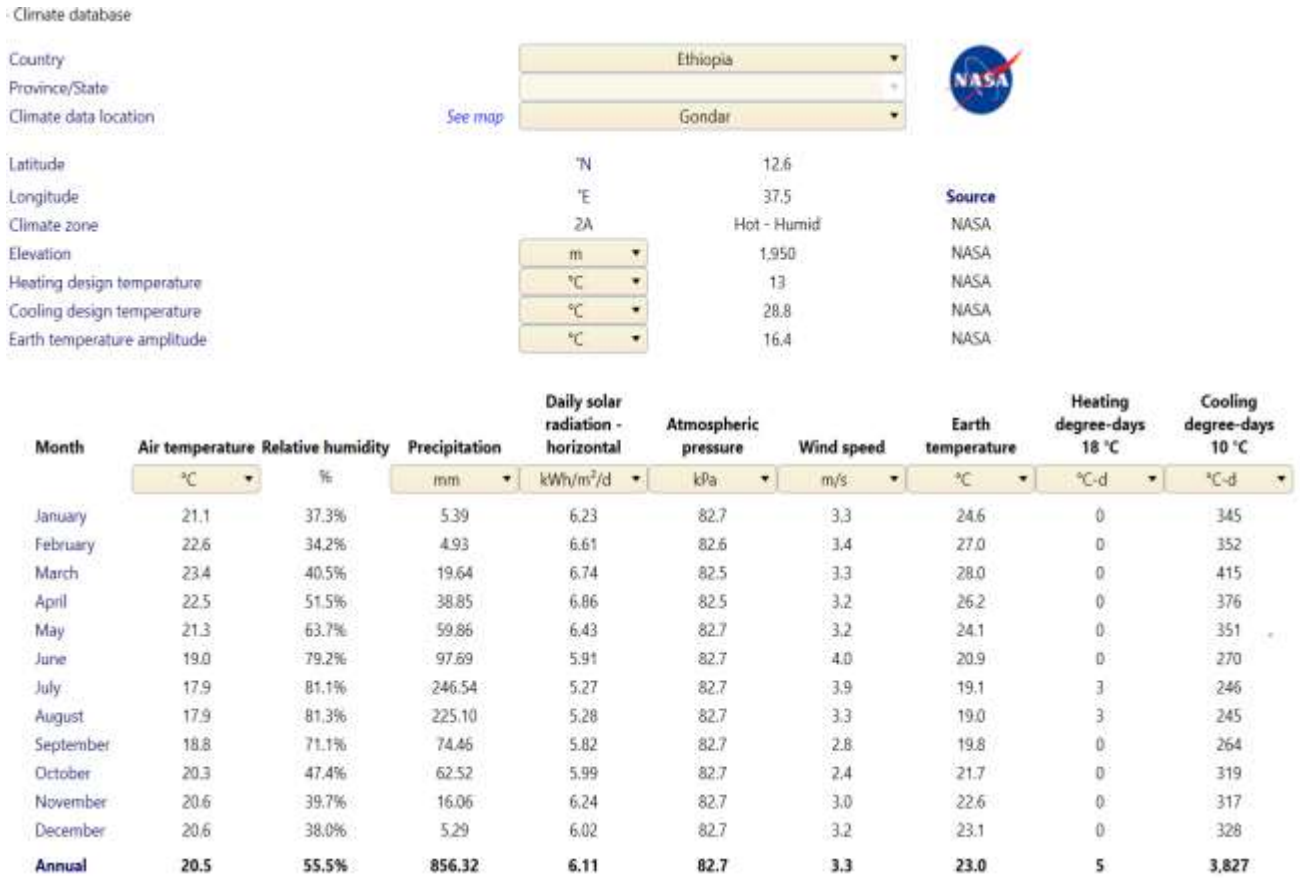 Climate database
Country Ethiopia
NASA
Province/State
Climate data location See map Gondar
Latitude °N 12.6
Longitude °E 37.5 Source
Climate zone 2A Hot - Humid NASA
Elevation m 1,950 NASA
Heating design temperature °C 13 NASA
Cooling design temperature °C 28.8 NASA
Earth temperature amplitude °C 16.4 NASA
Month Air temperature Relative humidity Precipitation Daily solar radiation - horizontal Atmospheric pressure Wind speed Earth temperature Heating degree-days 18 °C Cooling degree-days 10 °C
°C % mm kWh/m²/d kPa m/s °C °C-d °C-d
January 21.1 37.3% 5.39 6.23 82.7 3.3 24.6 0 345
February 22.6 34.2% 4.93 6.61 82.6 3.4 27.0 0 352
March 23.4 40.5% 19.64 6.74 82.5 3.3 28.0 0 415
April 22.5 51.5% 38.85 6.86 82.5 3.2 26.2 0 376
May 21.3 63.7% 59.86 6.43 82.7 3.2 24.1 0 351
June 19.0 79.2% 97.69 5.91 82.7 4.0 20.9 0 270
July 17.9 81.1% 246.54 5.27 82.7 3.9 19.1 3 246
August 17.9 81.3% 225.10 5.28 82.7 3.3 19.0 3 245
September 18.8 71.1% 74.46 5.82 82.7 2.8 19.8 0 264
October 20.3 47.4% 62.52 5.99 82.7 2.4 21.7 0 319
November 20.6 39.7% 16.06 6.24 82.7 3.0 22.6 0 317
December 20.6 38.0% 5.29 6.02 82.7 3.2 23.1 0 328
Annual 20.5 55.5% 856.32 6.11 82.7 3.3 23.0 5 3,827